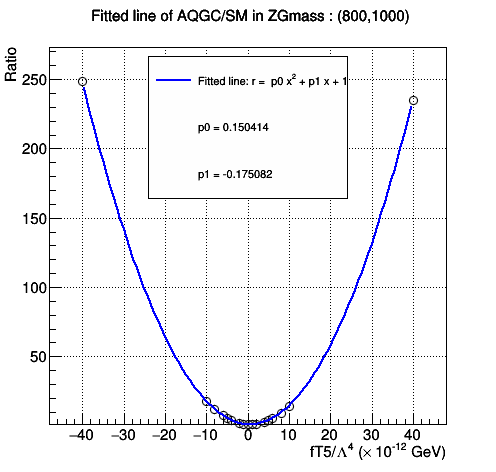 Fitted line of AQGC/SM in ZGmass : (800,1000)
Ratio
Fitted line: r = p0 x² + p1 x + 1
p0 = 0.150414
p1 = -0.175082
250
200
150
100
50
−40 −30 −20 −10 0 10 20 30 40
fT5/Λ⁴ (× 10⁻¹² GeV)